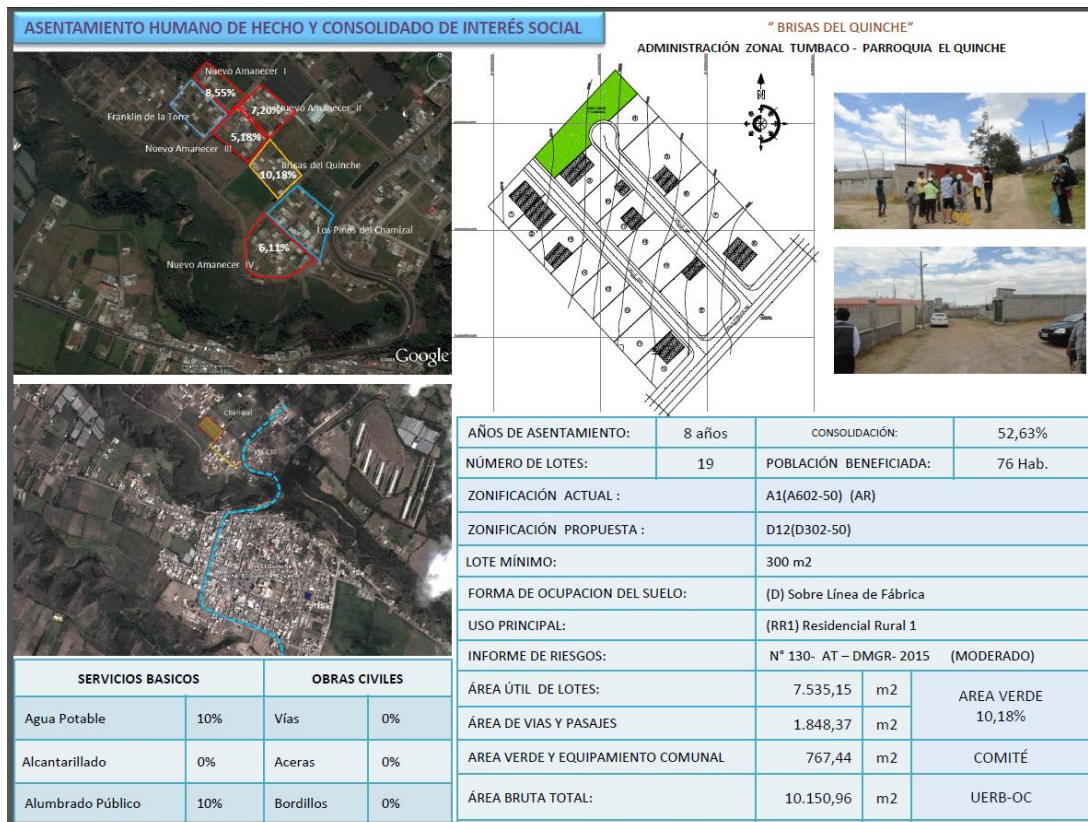 ASENTAMIENTO HUMANO DE HECHO Y CONSOLIDADO DE INTERÉS SOCIAL
" BRISAS DEL QUINCHE"
ADMINISTRACIÓN ZONAL TUMBACO - PARROQUIA EL QUINCHE
Nuevo Amanecer I
8,55%
7,20%
Nuevo Amanecer II
Franklin de la Torre
5,18%
Nuevo Amanecer III
Brisas del Quinche
10,18%
Los Pinos del Chamizal
6,11%
Nuevo Amanecer IV
Google
N
Chamizal
AÑOS DE ASENTAMIENTO: 8 años CONSOLIDACIÓN: 52,63%
NÚMERO DE LOTES: 19 POBLACIÓN BENEFICIADA: 76 Hab.
ZONIFICACIÓN ACTUAL : A1(A602-50) (AR)
ZONIFICACIÓN PROPUESTA : D12(D302-50)
LOTE MÍNIMO: 300 m2
FORMA DE OCUPACION DEL SUELO: (D) Sobre Línea de Fábrica
USO PRINCIPAL: (RR1) Residencial Rural 1
INFORME DE RIESGOS: N° 130- AT – DMGR- 2015 (MODERADO)
ÁREA ÚTIL DE LOTES: 7.535,15 m2
AREA VERDE
10,18%
ÁREA DE VIAS Y PASAJES 1.848,37 m2
AREA VERDE Y EQUIPAMIENTO COMUNAL 767,44 m2 COMITÉ
ÁREA BRUTA TOTAL: 10.150,96 m2 UERB-OC
SERVICIOS BASICOS OBRAS CIVILES
Agua Potable 10% Vías 0%
Alcantarillado 0% Aceras 0%
Alumbrado Público 10% Bordillos 0%